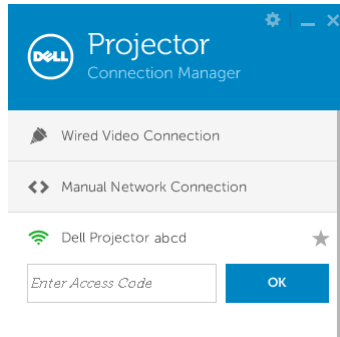 DELL
Projector
Connection Manager
Wired Video Connection
Manual Network Connection
Dell Projector abcd
Enter Access Code
OK